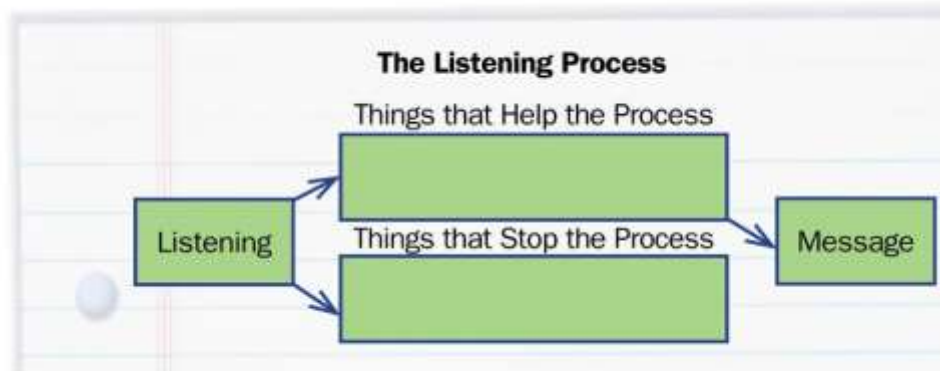 The Listening Process
Things that Help the Process
Listening
Things that Stop the Process
Message